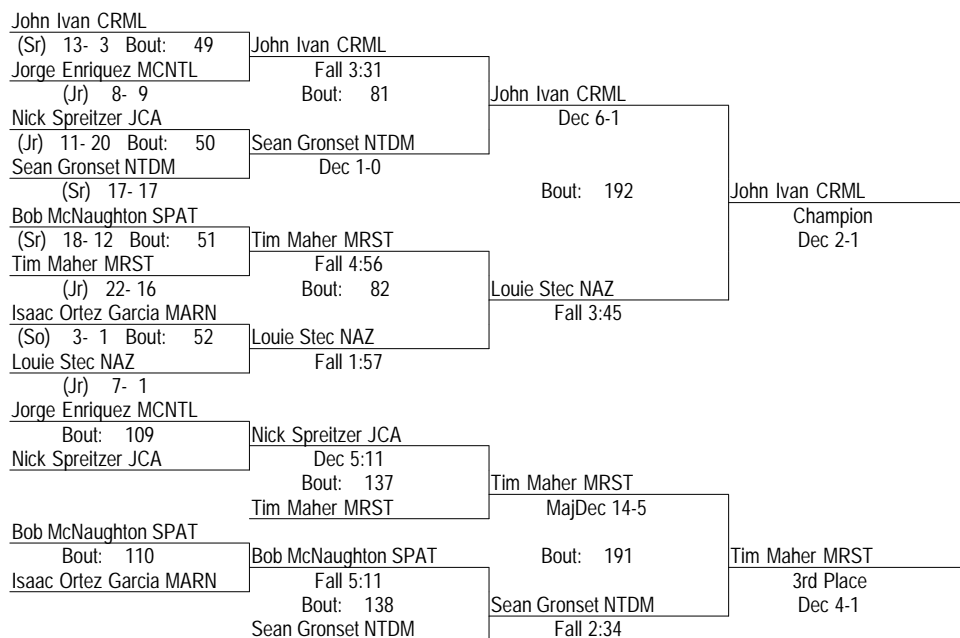 John Ivan CRML
(Sr) 13- 3 Bout: 49
John Ivan CRML
Jorge Enriquez MCNTL
Fall 3:31
(Jr) 8- 9
Bout: 81
John Ivan CRML
Nick Spreitzer JCA
Dec 6-1
(Jr) 11- 20 Bout: 50
Sean Gronset NTDM
Sean Gronset NTDM
Dec 1-0
(Sr) 17- 17
Bout: 192
John Ivan CRML
Bob McNaughton SPAT
Champion
(Sr) 18- 12 Bout: 51
Tim Maher MRST
Dec 2-1
Tim Maher MRST
Fall 4:56
(Jr) 22- 16
Bout: 82
Louie Stec NAZ
Isaac Ortez Garcia MARN
Fall 3:45
(So) 3- 1 Bout: 52
Louie Stec NAZ
Louie Stec NAZ
Fall 1:57
(Jr) 7- 1
Jorge Enriquez MCNTL
Bout: 109
Nick Spreitzer JCA
Nick Spreitzer JCA
Dec 5:11
Bout: 137
Tim Maher MRST
Tim Maher MRST
MajDec 14-5
Bob McNaughton SPAT
Bout: 110
Bob McNaughton SPAT
Bout: 191
Tim Maher MRST
Isaac Ortez Garcia MARN
Fall 5:11
3rd Place
Bout: 138
Sean Gronset NTDM
Dec 4-1
Sean Gronset NTDM
Fall 2:34